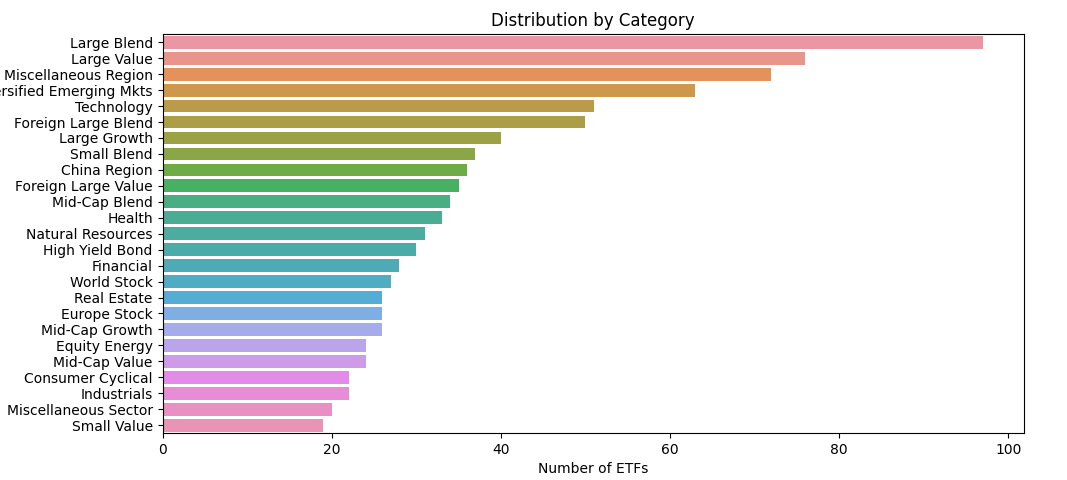 Distribution by Category
Large Blend
Large Value
Miscellaneous Region
ersified Emerging Mkts
Technology
Foreign Large Blend
Large Growth
Small Blend
China Region
Foreign Large Value
Mid-Cap Blend
Health
Natural Resources
High Yield Bond
Financial
World Stock
Real Estate
Europe Stock
Mid-Cap Growth
Equity Energy
Mid-Cap Value
Consumer Cyclical
Industrials
Miscellaneous Sector
Small Value
0 20 40 60 80 100
Number of ETFs